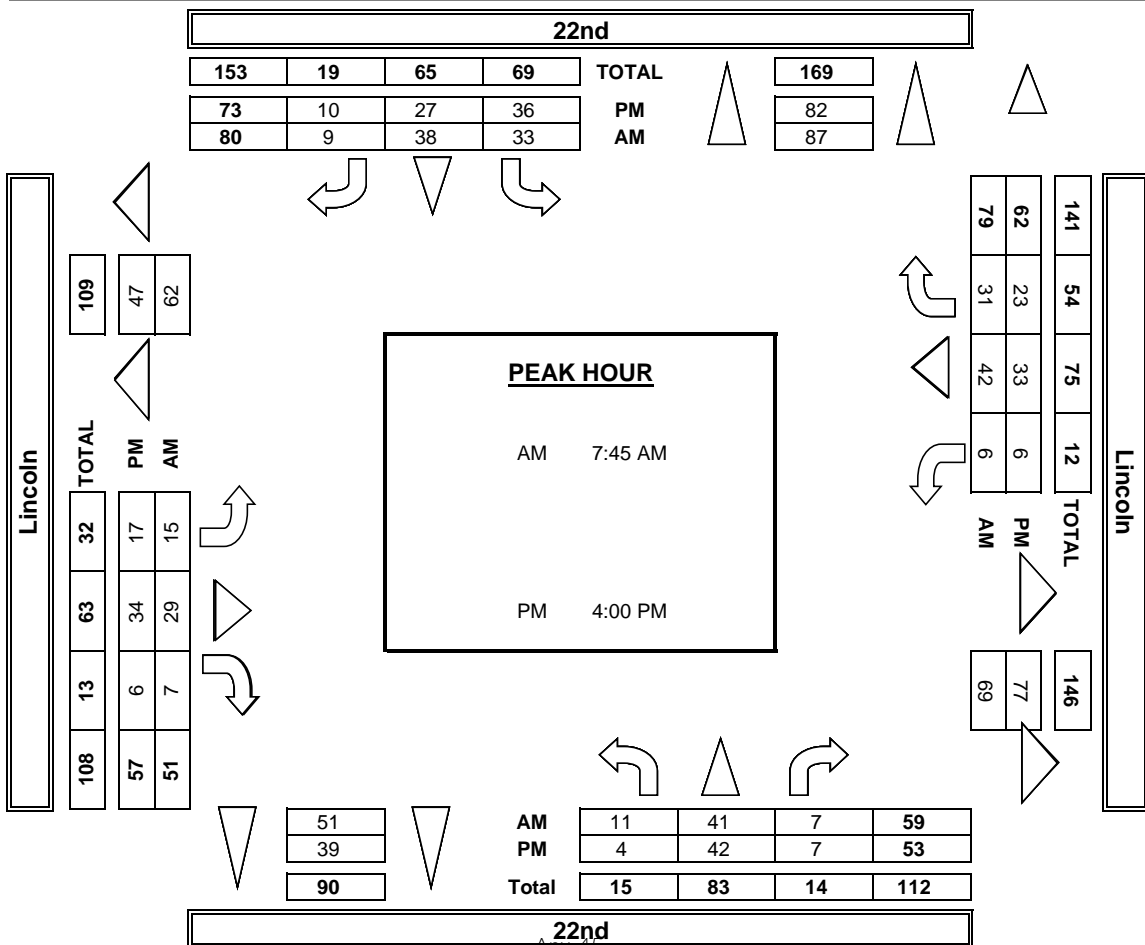 22nd
153 19 65 69 TOTAL 169
73 10 27 36 PM 82
80 9 38 33 AM 87
Lincoln
109 47 62
TOTAL PM AM
32 17 15
63 34 29
13 6 7
108 57 51
PEAK HOUR
AM 7:45 AM
PM 4:00 PM
79 62 141
31 23 54
42 33 75
6 6 12
AM PM TOTAL
69 77 146
Lincoln
51 AM 11 41 7 59
39 PM 4 42 7 53
90 Total 15 83 14 112
22nd